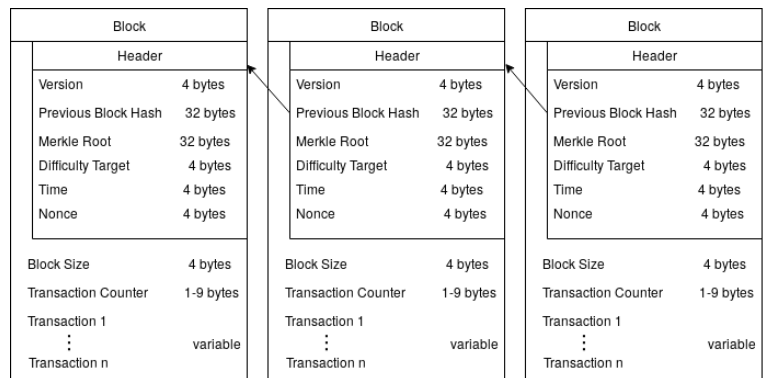 Block
Header
Version 4 bytes
Previous Block Hash 32 bytes
Merkle Root 32 bytes
Difficulty Target 4 bytes
Time 4 bytes
Nonce 4 bytes
Block Size 4 bytes
Transaction Counter 1-9 bytes
Transaction 1
variable
Transaction n
Block
Header
Version 4 bytes
Previous Block Hash 32 bytes
Merkle Root 32 bytes
Difficulty Target 4 bytes
Time 4 bytes
Nonce 4 bytes
Block Size 4 bytes
Transaction Counter 1-9 bytes
Transaction 1
variable
Transaction n
Block
Header
Version 4 bytes
Previous Block Hash 32 bytes
Merkle Root 32 bytes
Difficulty Target 4 bytes
Time 4 bytes
Nonce 4 bytes
Block Size 4 bytes
Transaction Counter 1-9 bytes
Transaction 1
variable
Transaction n